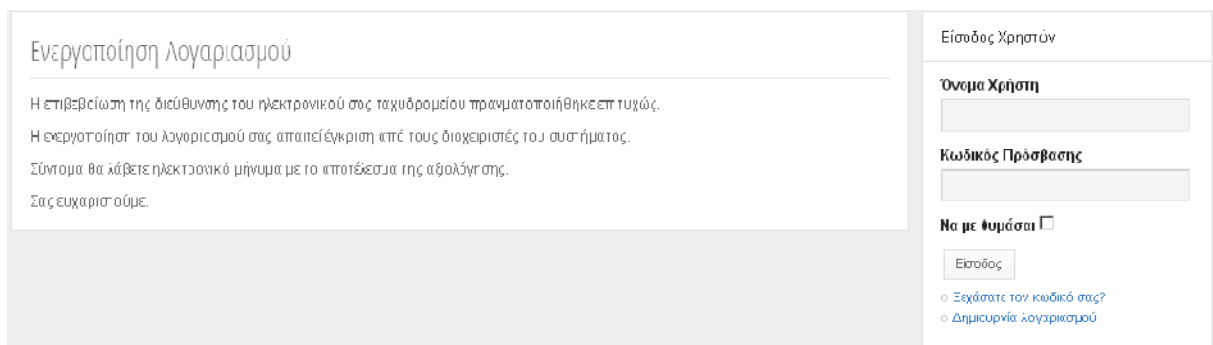 Ενεργοποίηση Λογαριασμού
Η επιβεβαίωση της διεύθυνσης του ηλεκτρονικού σας ταχυδρομείου πραγματοποιήθηκε επιτυχώς.
Η ενεργοποίηση του λογαριασμού σας απαιτεί έγκριση από τους διαχειριστές του συστήματος.
Σύντομα θα λάβετε ηλεκτρονικό μήνυμα με το αποτέλεσμα της αξιολόγησης.
Σας ευχαριστούμε.
Είσοδος Χρηστών
Όνομα Χρήστη
Κωδικός Πρόσβασης
Να με θυμάσαι
Είσοδος
Ξεχάσατε τον κωδικό σας?
Δημιουργία λογαριασμού